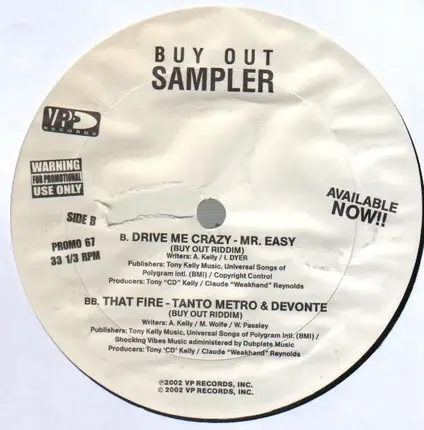 BUY OUT
SAMPLER
VP
RECORDS
WARNING
FOR PROMOTIONAL
USE ONLY
AVAILABLE
NOW!!
SIDE B
PROMO 67
33 1/3 RPM
B. DRIVE ME CRAZY - MR. EASY
(BUY OUT RIDDIM)
Writers: A. Kelly / I. DYER
Publishers: Tony Kelly Music, Universal Songs of
Polygram Intl. (BMI) / Copyright Control
Producers: Tony "CD" Kelly / Claude "Weakhand" Reynolds
BB. THAT FIRE - TANTO METRO & DEVONTE
(BUY OUT RIDDIM)
Writers: A. Kelly / M. Wolfe / W. Passley
Publishers: Tony Kelly Music, Universal Songs of Polygram Intl. (BMI) /
Shocking Vibes Music administered by Dubplate Music
Producers: Tony "CD" Kelly / Claude "Weakhand" Reynolds
℗2002 VP RECORDS, INC.
© 2002 VP RECORDS, INC.